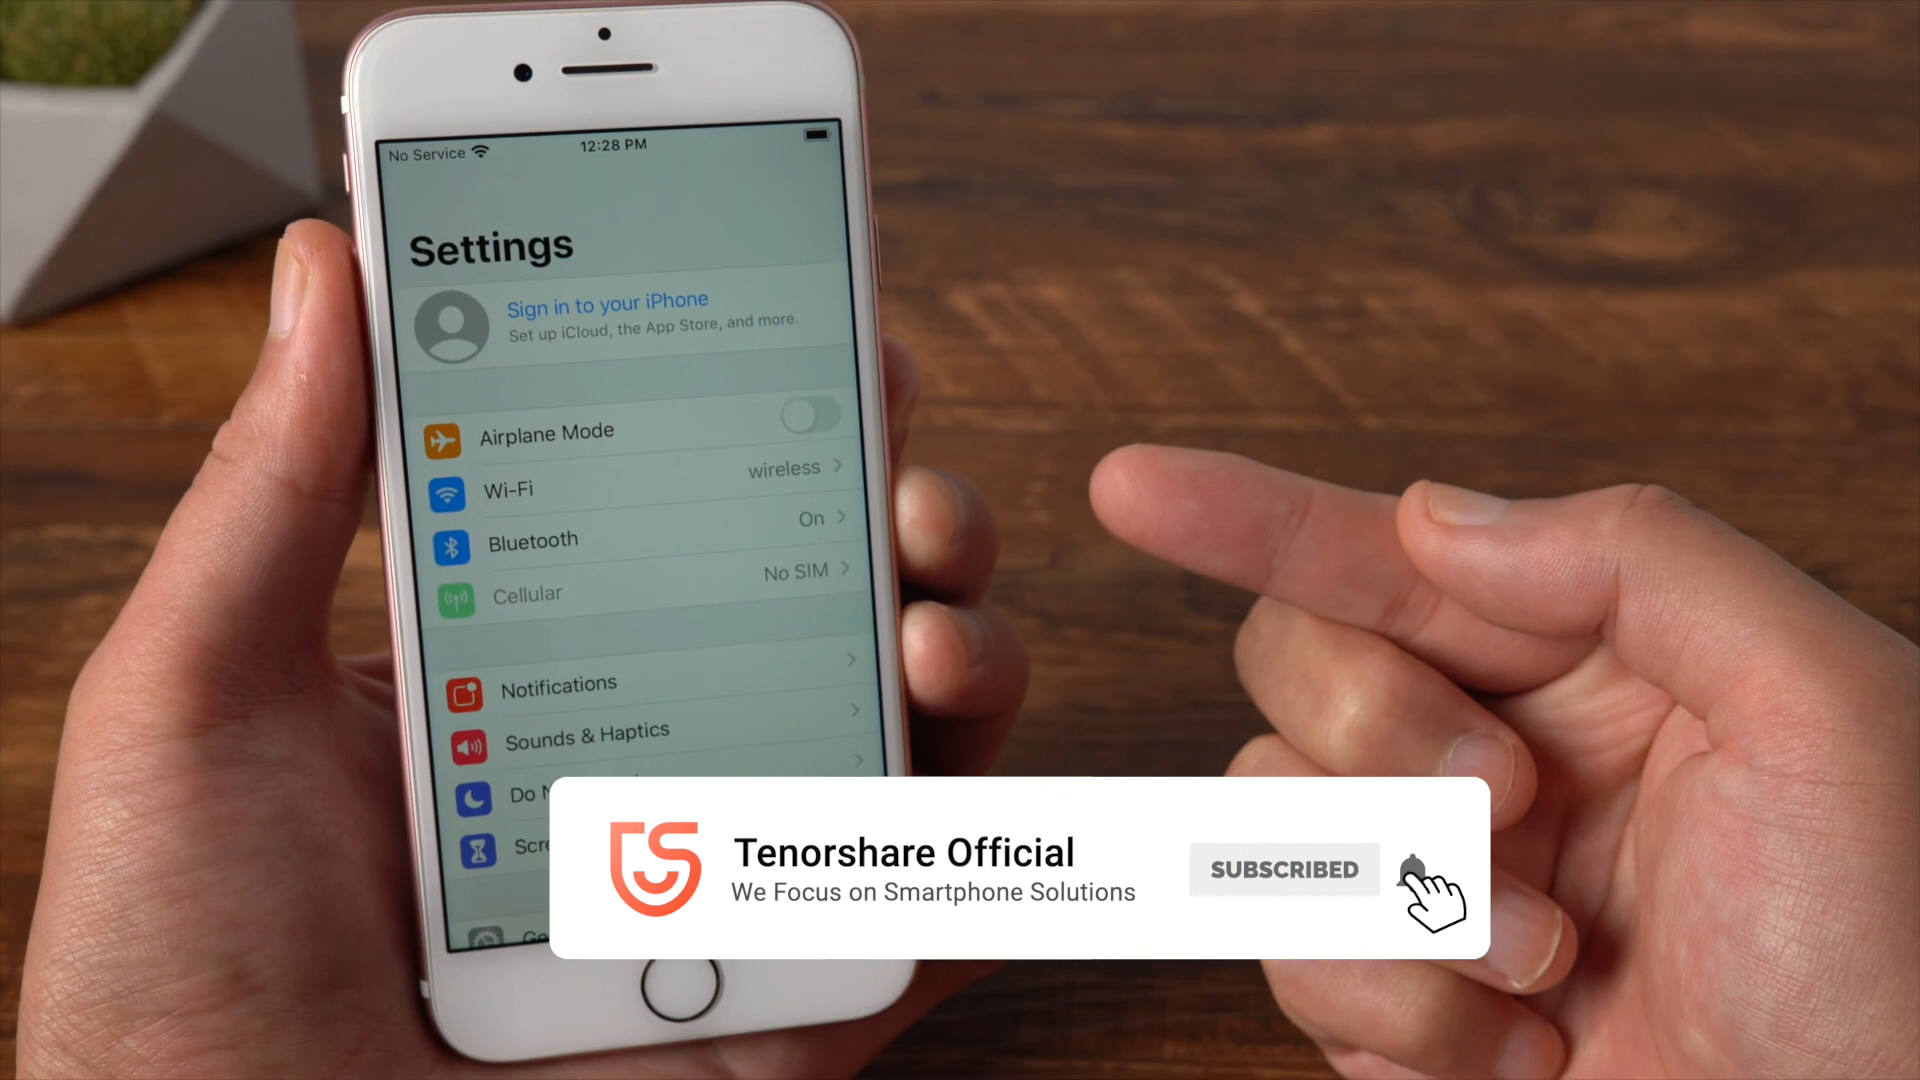 No Service
12:28 PM
Settings
Sign in to your iPhone
Set up iCloud, the App Store, and more.
Airplane Mode
Wi-Fi
wireless
Bluetooth
On
Cellular
No SIM
Notifications
Sounds & Haptics
Do
Tenorshare Official
We Focus on Smartphone Solutions
SUBSCRIBED